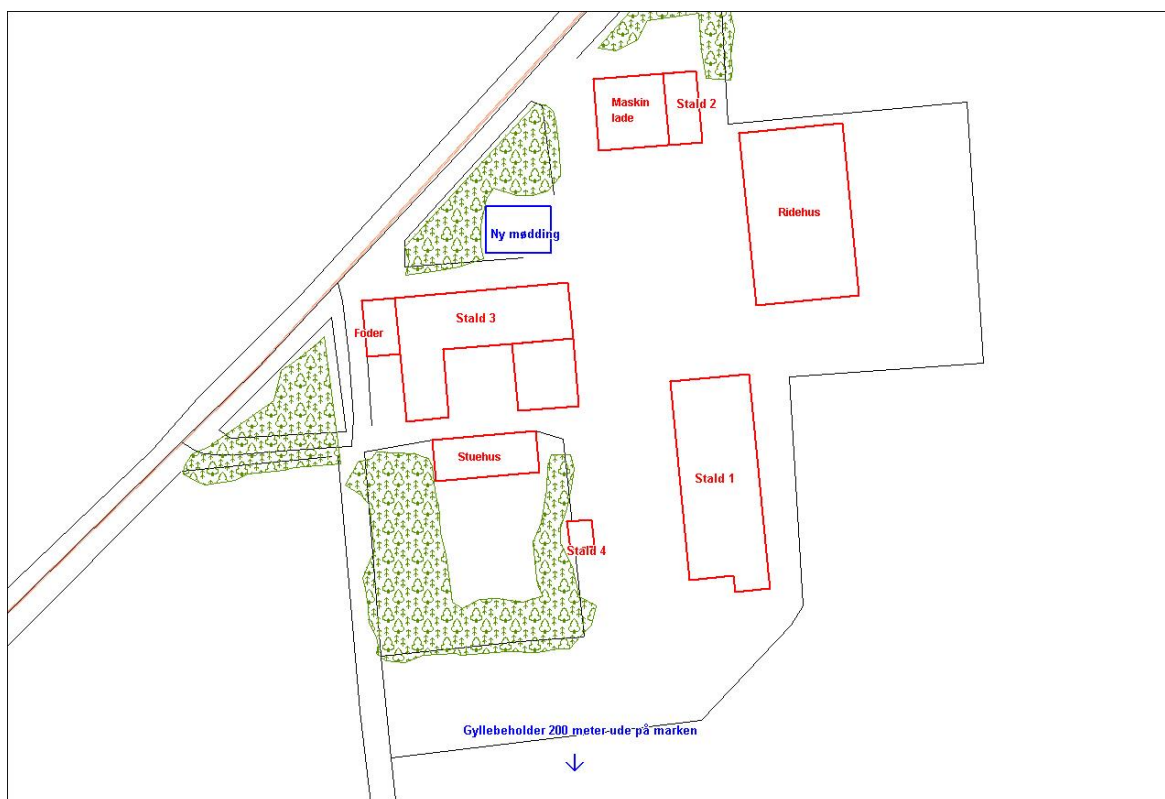 Maskin
lade
Stald 2
Ridehus
Ny mødding
Stald 3
Foder
Stuehus
Stald 1
Stald 4
Gyllebeholder 200 meter ude på marken